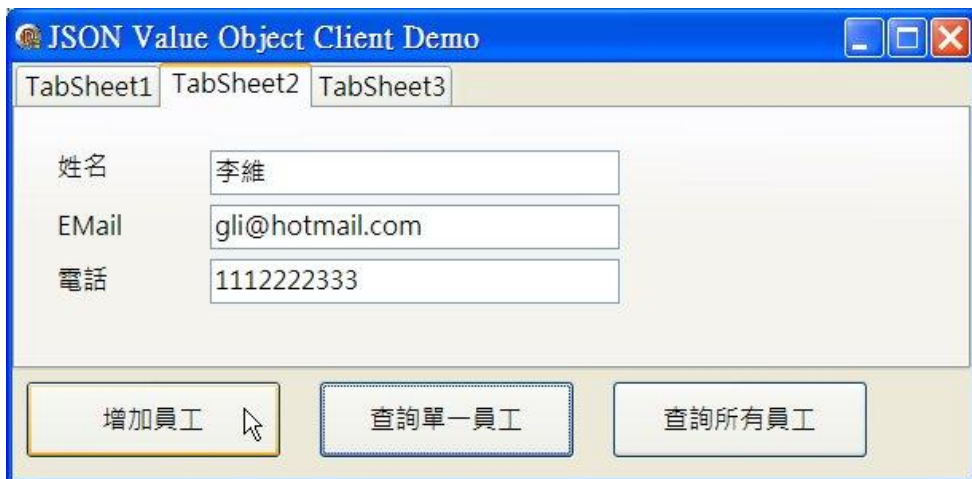 JSON Value Object Client Demo
TabSheet1 TabSheet2 TabSheet3
姓名 李維
EMail gli@hotmail.com
電話 1112222333
增加員工 查詢單一員工 查詢所有員工